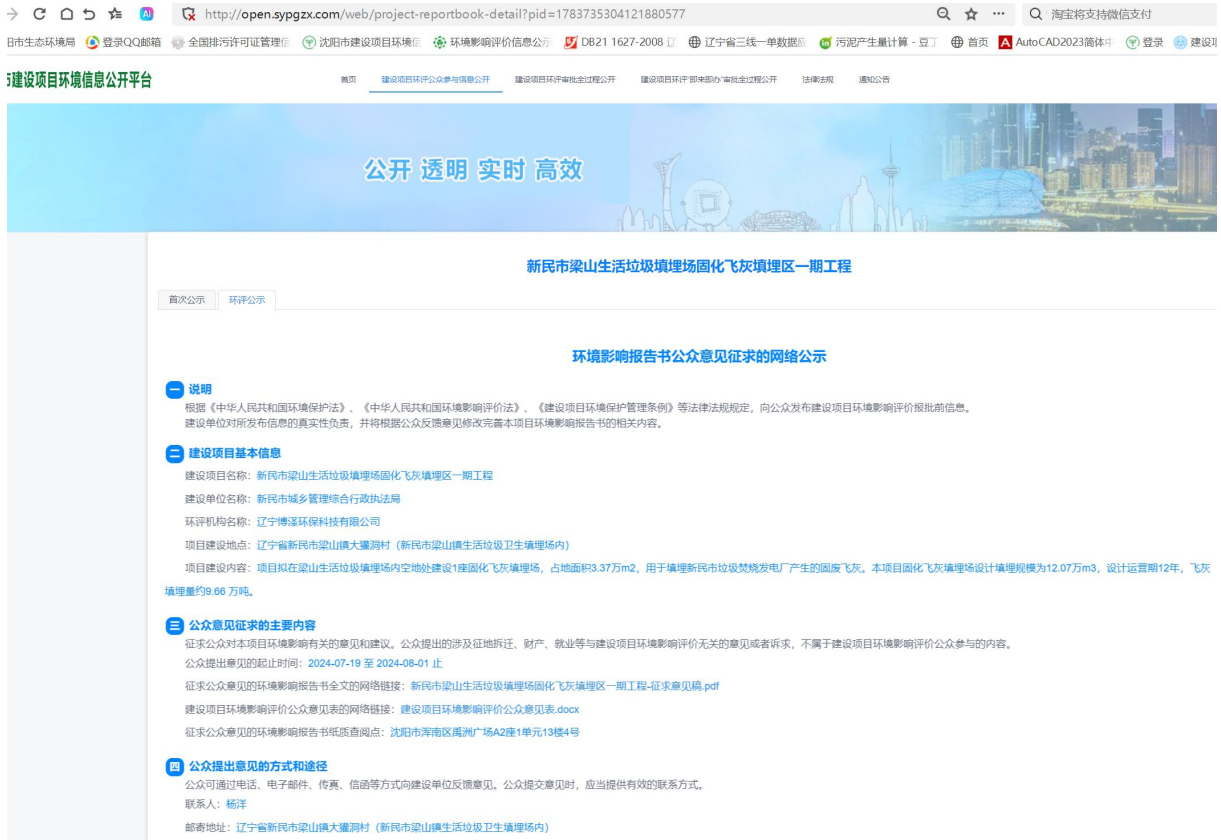 http://open.sypgzx.com/web/project-reportbook-detail?pid=1783735304121880577
淘宝将支持微信支付
市生态环境局 登录QQ邮箱 全国排污许可证管理信 沈阳市建设项目环境信 环境影响评价信息公示 DB21 1627-2008 辽 辽宁省三线一单数据应 污泥产生量计算 - 豆丁 首页 AutoCAD2023简体中 登录 建设项
建设项目环境信息公开平台
首页 建设项目环评公众参与信息公开 建设项目环评审批全过程公开 建设项目环评"即来即办"审批全过程公开 法律法规 通知公告
公开 透明 实时 高效
新民市梁山生活垃圾填埋场固化飞灰填埋区一期工程
首次公示 环评公示
环境影响报告书公众意见征求的网络公示
一 说明
根据《中华人民共和国环境保护法》、《中华人民共和国环境影响评价法》、《建设项目环境保护管理条例》等法律法规规定，向公众发布建设项目环境影响评价报批前信息。
建设单位对所发布信息的真实性负责，并将根据公众反馈意见修改完善本项目环境影响报告书的相关内容。
二 建设项目基本信息
建设项目名称：新民市梁山生活垃圾填埋场固化飞灰填埋区一期工程
建设单位名称：新民市城乡管理综合行政执法局
环评机构名称：辽宁博泽环保科技有限公司
项目建设地点：辽宁省新民市梁山镇大獾洞村（新民市梁山镇生活垃圾卫生填埋场内）
项目建设内容：项目拟在梁山生活垃圾填埋场内空地处建设1座固化飞灰填埋场，占地面积3.37万m2，用于填埋新民市垃圾焚烧发电厂产生的固废飞灰。本项目固化飞灰填埋场设计填埋规模为12.07万m3，设计运营期12年，飞灰
填埋量约9.66 万吨。
三 公众意见征求的主要内容
征求公众对本项目环境影响有关的意见和建议。公众提出的涉及征地拆迁、财产、就业等与建设项目环境影响评价无关的意见或者诉求，不属于建设项目环境影响评价公众参与的内容。
公众提出意见的起止时间：2024-07-19 至 2024-08-01 止
征求公众意见的环境影响报告书全文的网络链接：新民市梁山生活垃圾填埋场固化飞灰填埋区一期工程-征求意见稿.pdf
建设项目环境影响评价公众意见表的网络链接：建设项目环境影响评价公众意见表.docx
征求公众意见的环境影响报告书纸质查阅点：沈阳市浑南区禹洲广场A2座1单元13楼4号
四 公众提出意见的方式和途径
公众可通过电话、电子邮件、传真、信函等方式向建设单位反馈意见。公众提交意见时，应当提供有效的联系方式。
联系人：杨洋
邮寄地址：辽宁省新民市梁山镇大獾洞村（新民市梁山镇生活垃圾卫生填埋场内）